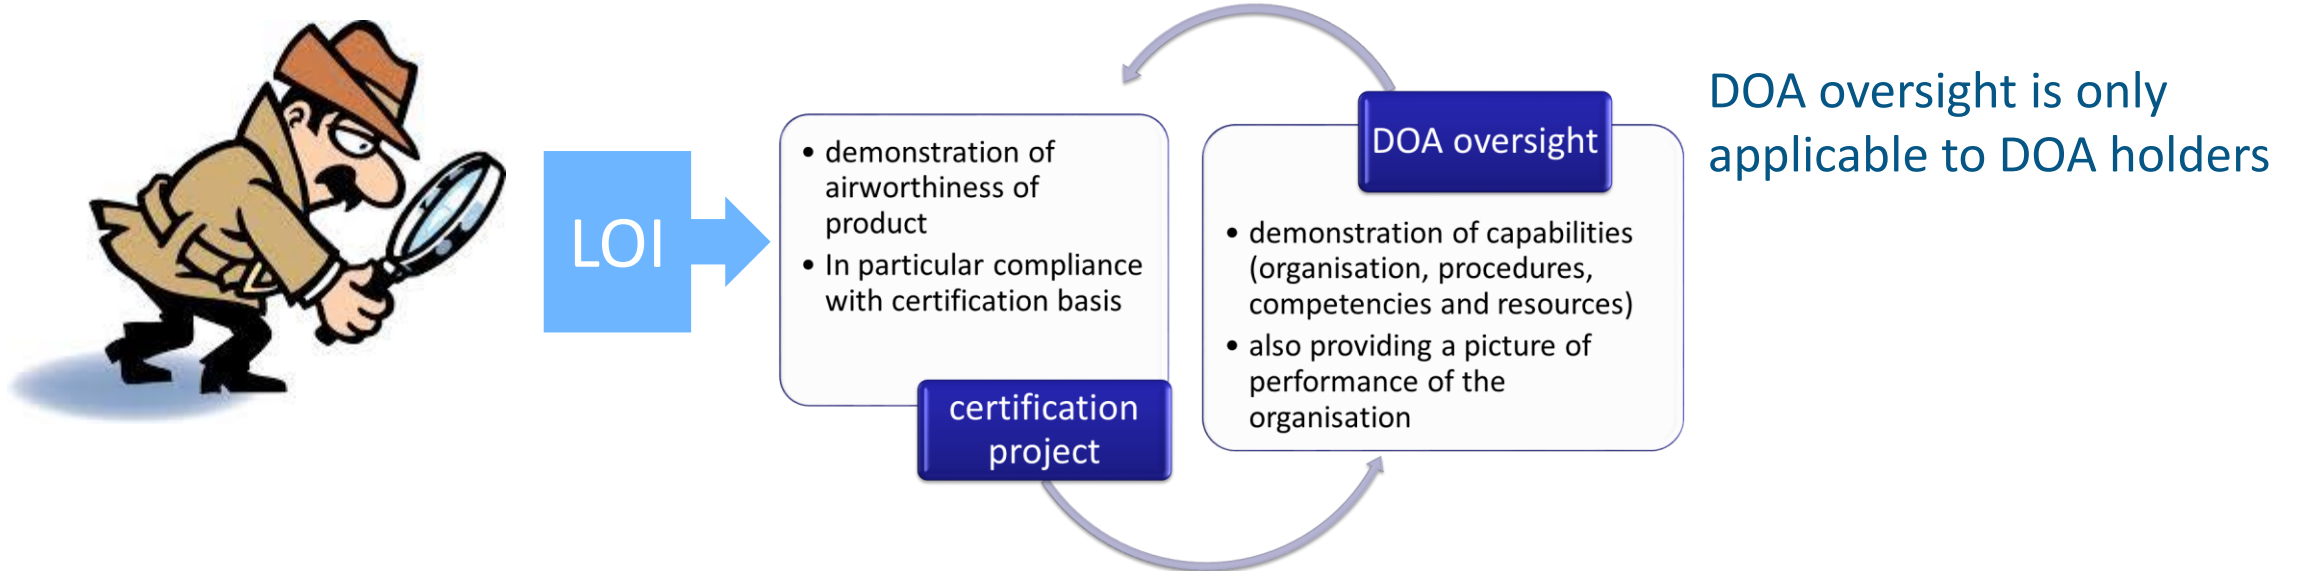 LOI
• demonstration of
airworthiness of
product
• In particular compliance
with certification basis
certification
project
DOA oversight
• demonstration of capabilities
(organisation, procedures,
competencies and resources)
• also providing a picture of
performance of the
organisation
DOA oversight is only
applicable to DOA holders